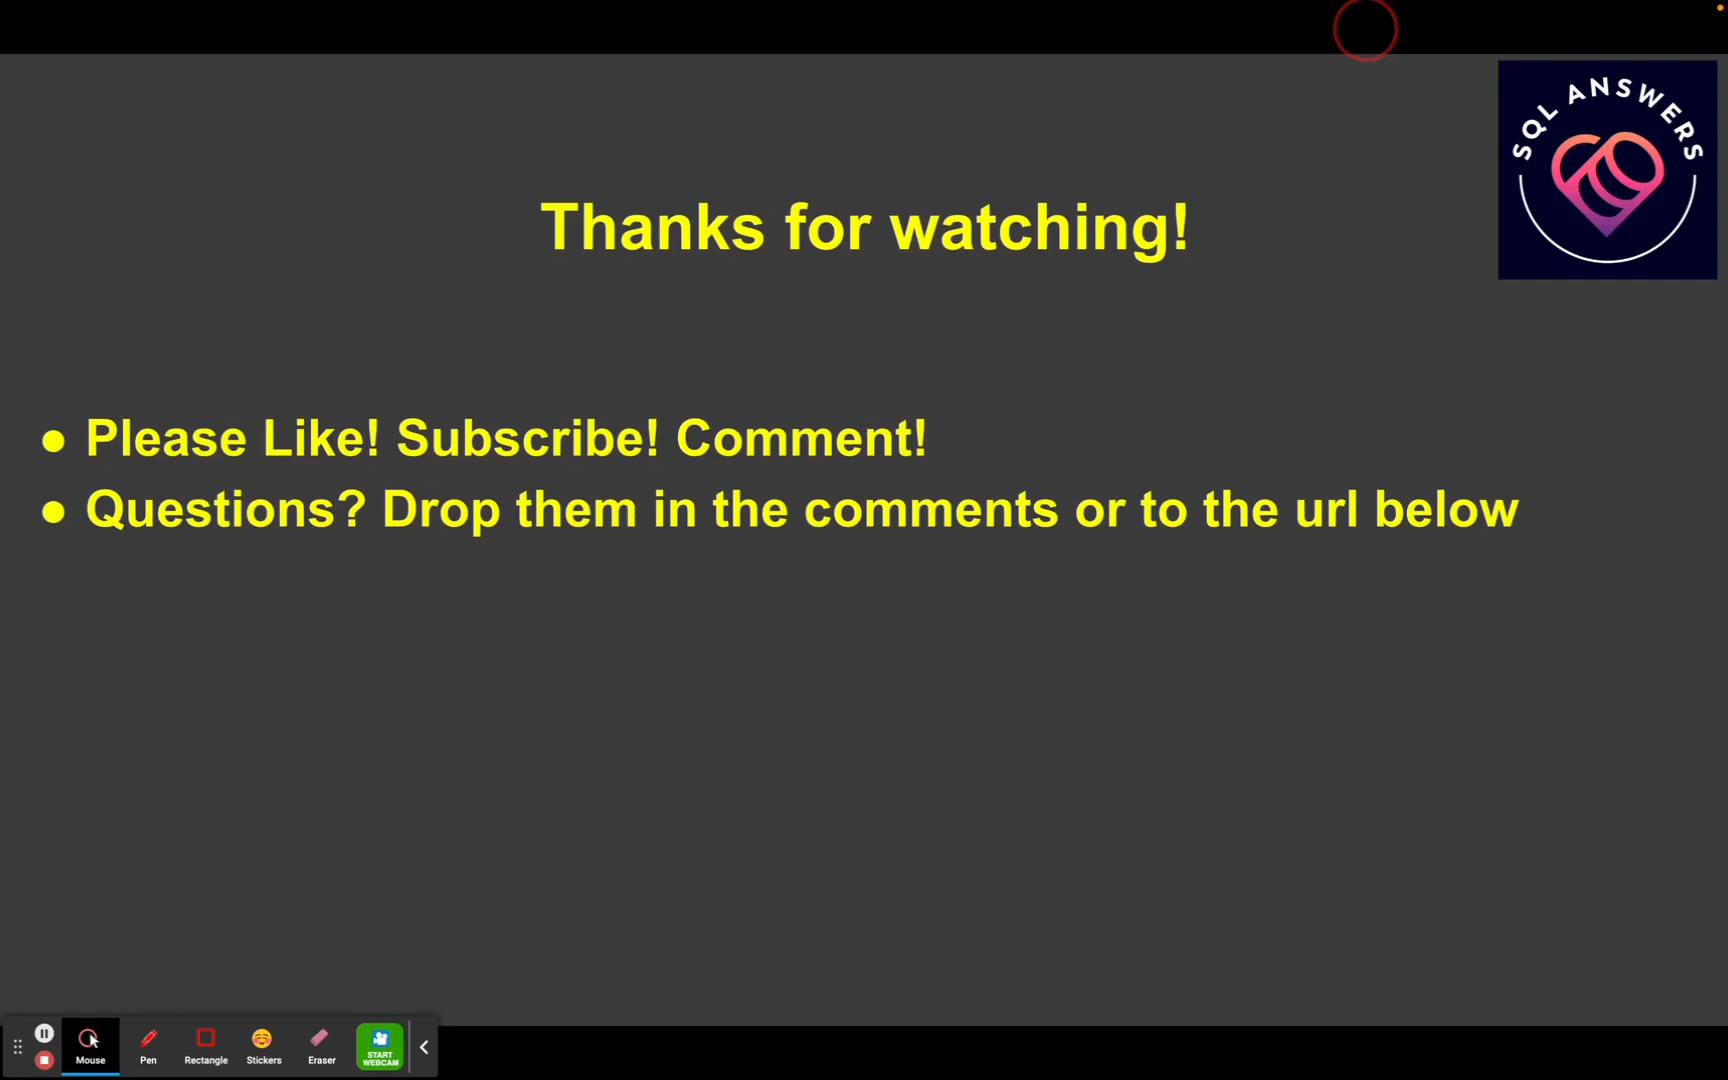 SQL ANSWERS
Thanks for watching!
● Please Like! Subscribe! Comment!
● Questions? Drop them in the comments or to the url below
Mouse
Pen
Rectangle
Stickers
Eraser
START
WEBCAM